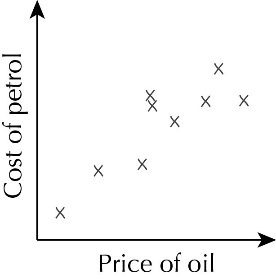 Cost of petrol
Price of oil